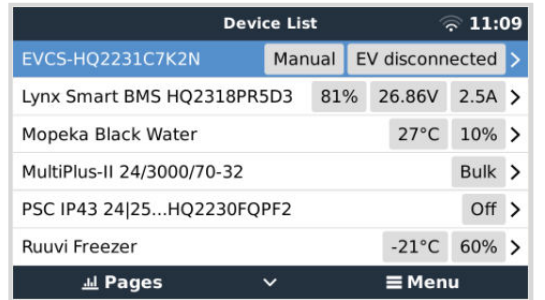 Device List 11:09
EVCS-HQ2231C7K2N Manual EV disconnected
Lynx Smart BMS HQ2318PR5D3 81% 26.86V 2.5A
Mopeka Black Water 27°C 10%
MultiPlus-II 24/3000/70-32 Bulk
PSC IP43 24|25...HQ2230FQPF2 Off
Ruuvi Freezer -21°C 60%
Pages Menu